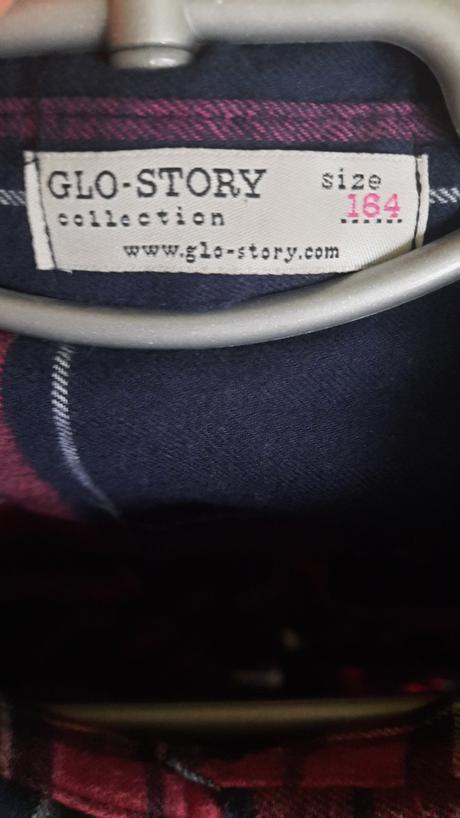 GLO-STORY size
collection 164
www.glo-story.com